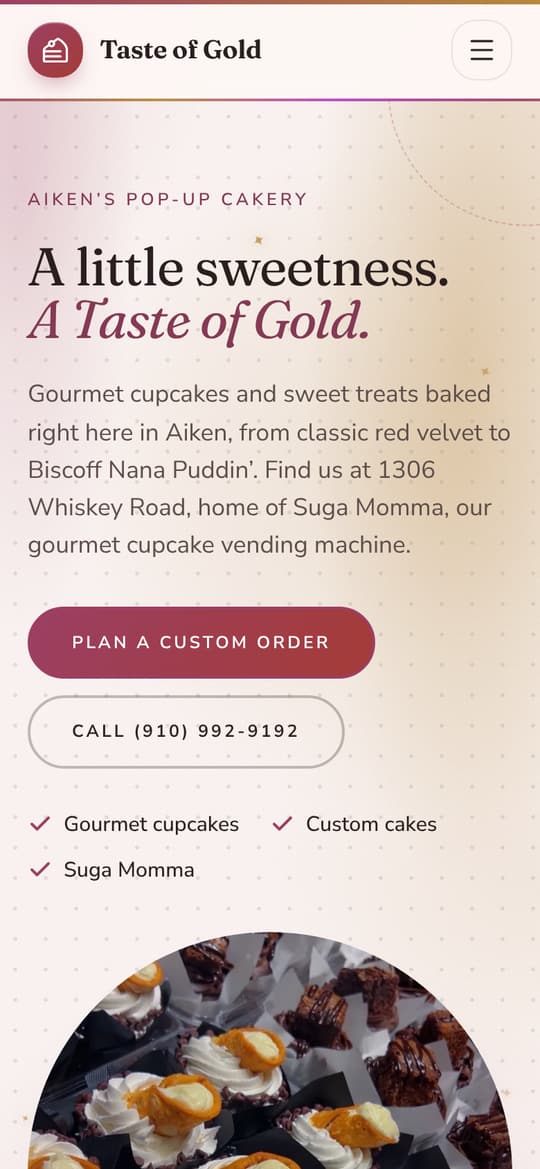 Taste of Gold
AIKEN'S POP-UP CAKERY
A little sweetness.
A Taste of Gold.
Gourmet cupcakes and sweet treats baked
right here in Aiken, from classic red velvet to
Biscoff Nana Puddin’. Find us at 1306
Whiskey Road, home of Suga Momma, our
gourmet cupcake vending machine.
PLAN A CUSTOM ORDER
CALL (910) 992-9192
Gourmet cupcakes
Custom cakes
Suga Momma